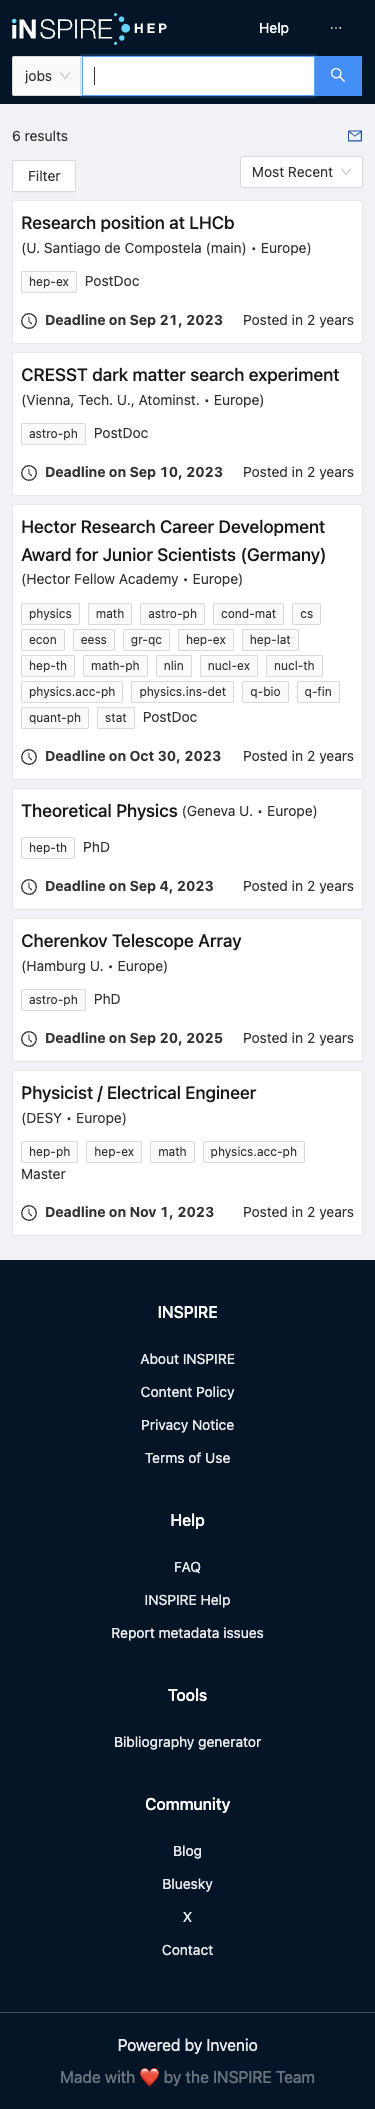 INSPIRE HEP
Help
···
jobs
6 results
Filter
Most Recent
Research position at LHCb
(U. Santiago de Compostela (main) • Europe)
hep-ex PostDoc
Deadline on Sep 21, 2023 Posted in 2 years
CRESST dark matter search experiment
(Vienna, Tech. U., Atominst. • Europe)
astro-ph PostDoc
Deadline on Sep 10, 2023 Posted in 2 years
Hector Research Career Development
Award for Junior Scientists (Germany)
(Hector Fellow Academy • Europe)
physics math astro-ph cond-mat cs
econ eess gr-qc hep-ex hep-lat
hep-th math-ph nlin nucl-ex nucl-th
physics.acc-ph physics.ins-det q-bio q-fin
quant-ph stat PostDoc
Deadline on Oct 30, 2023 Posted in 2 years
Theoretical Physics (Geneva U. • Europe)
hep-th PhD
Deadline on Sep 4, 2023 Posted in 2 years
Cherenkov Telescope Array
(Hamburg U. • Europe)
astro-ph PhD
Deadline on Sep 20, 2025 Posted in 2 years
Physicist / Electrical Engineer
(DESY • Europe)
hep-ph hep-ex math physics.acc-ph
Master
Deadline on Nov 1, 2023 Posted in 2 years
INSPIRE
About INSPIRE
Content Policy
Privacy Notice
Terms of Use
Help
FAQ
INSPIRE Help
Report metadata issues
Tools
Bibliography generator
Community
Blog
Bluesky
X
Contact
Powered by Invenio
Made with ❤️ by the INSPIRE Team